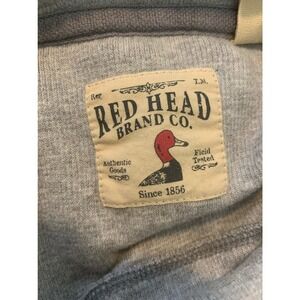 Reg. T.M.
RED HEAD
BRAND CO.
Authentic Goods
Field Tested
Since 1856